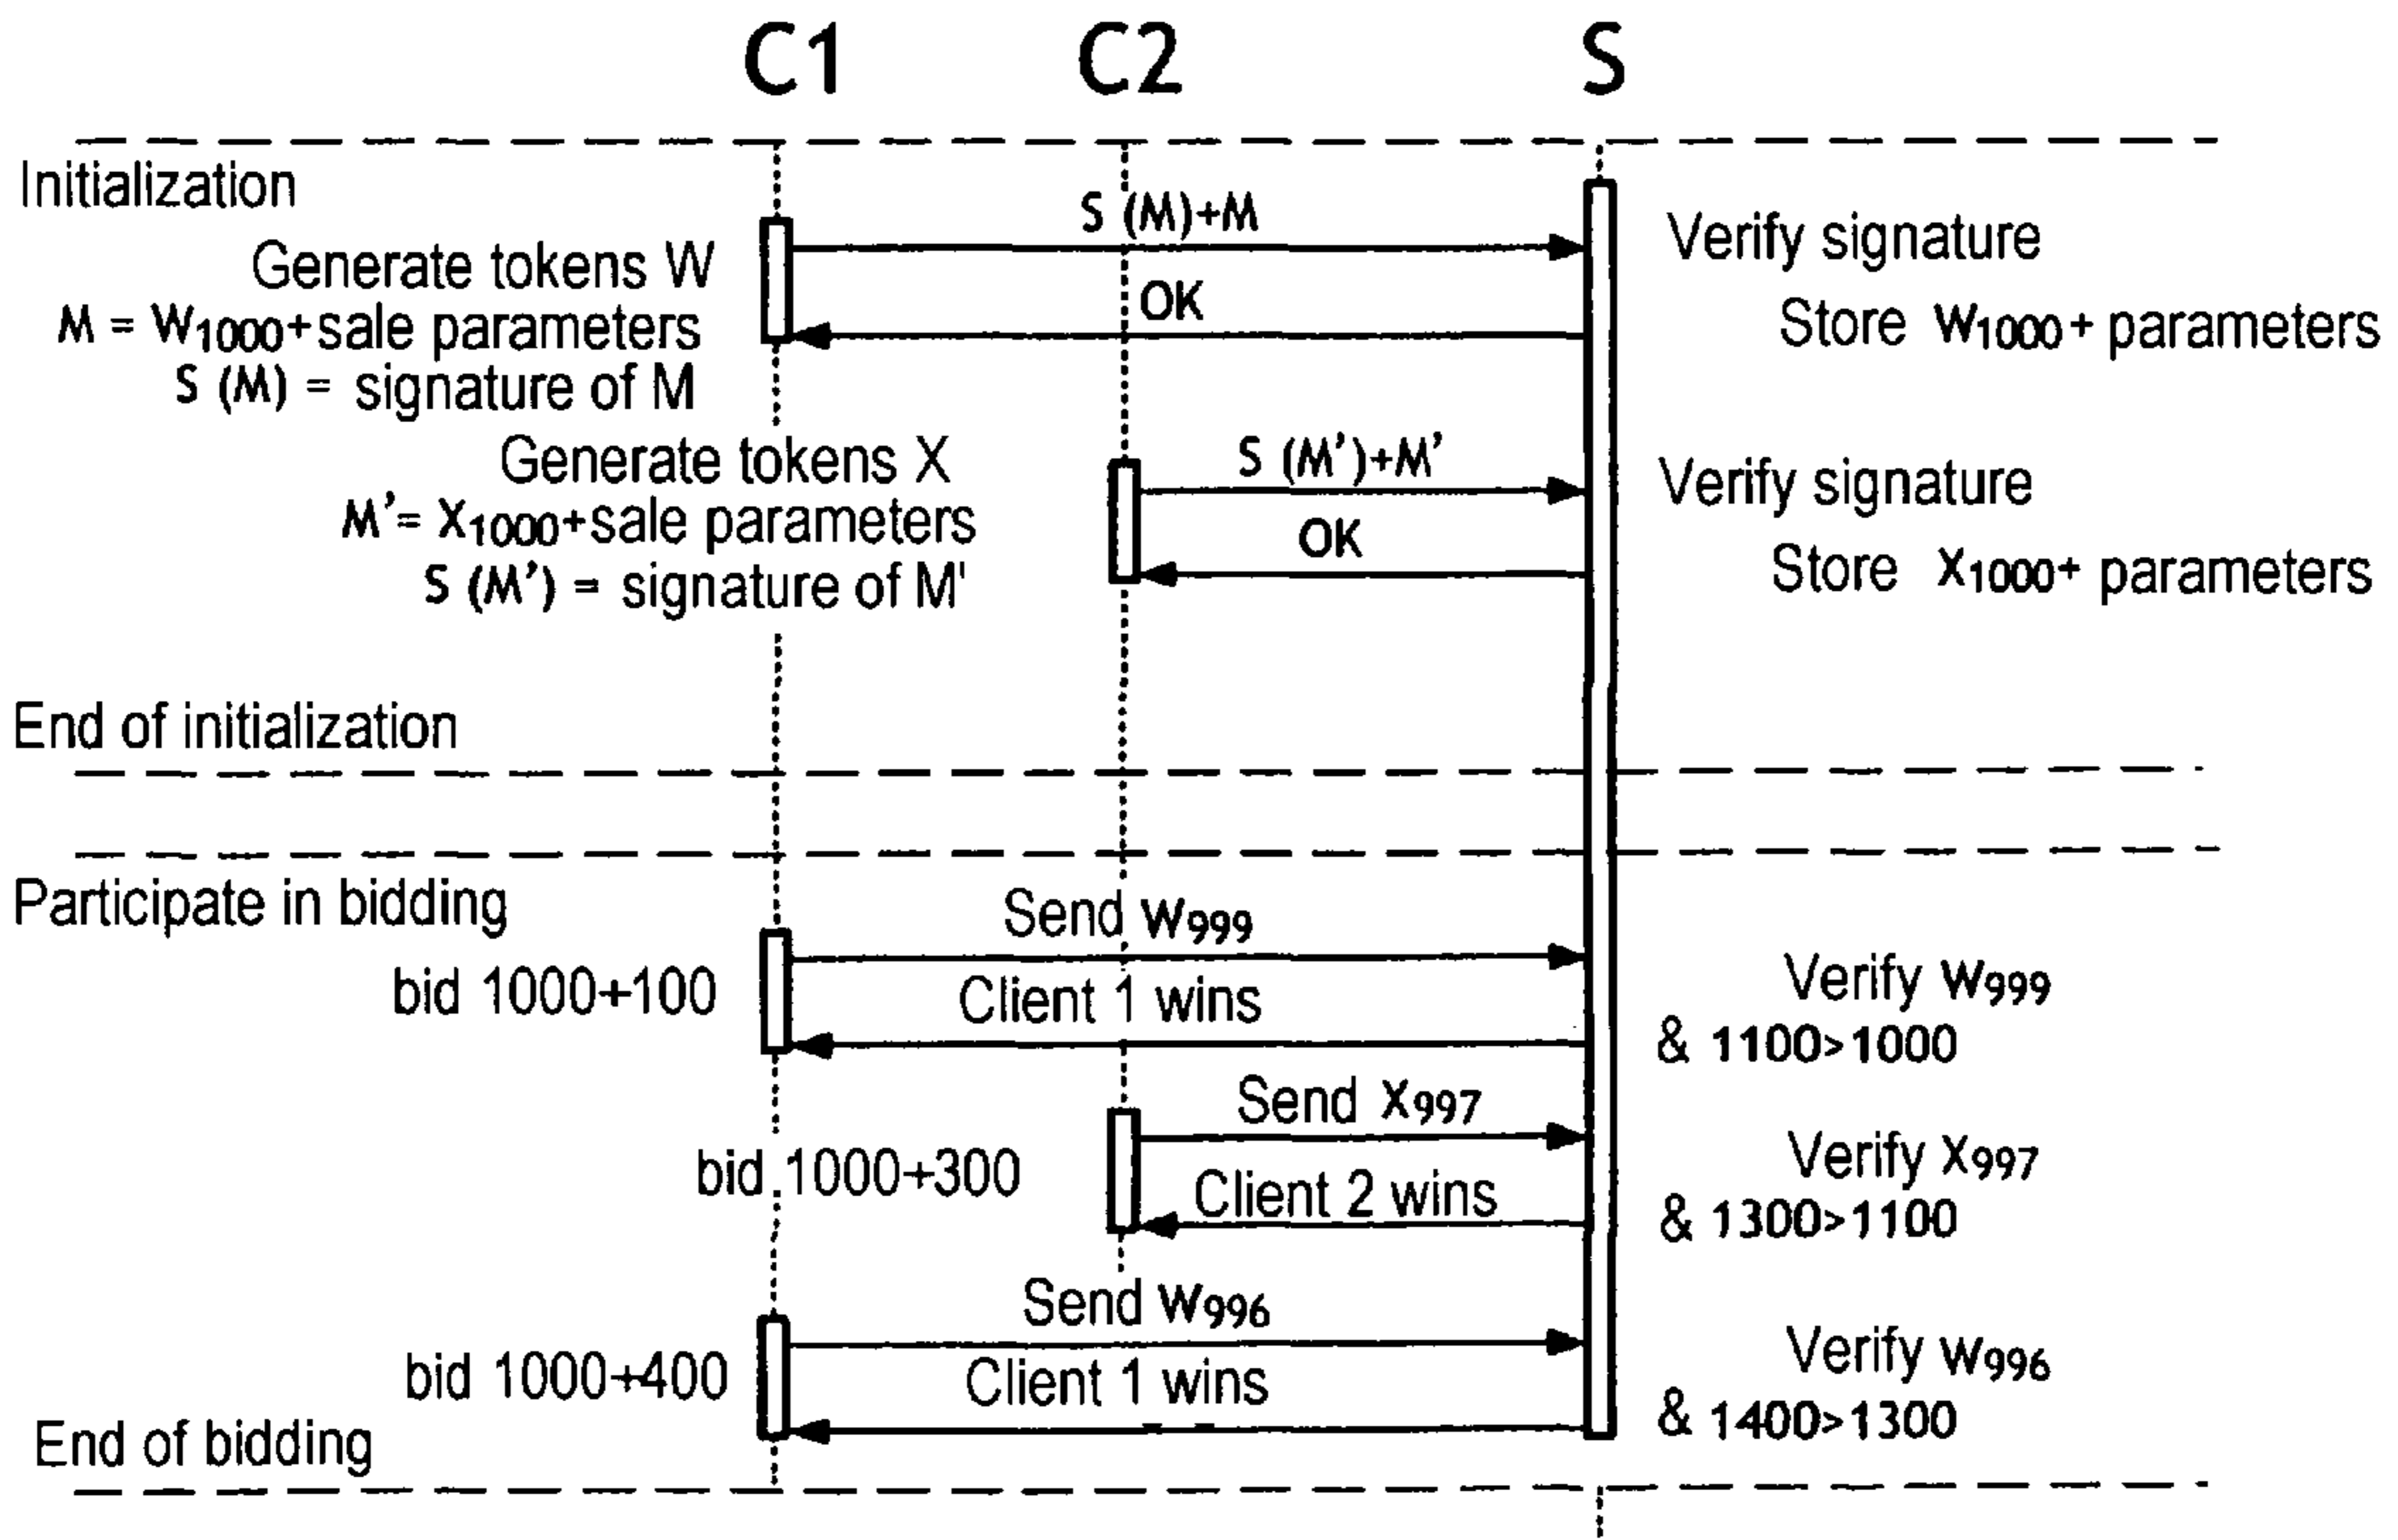 C1 C2 S
Initialization
S (M)+M
Verify signature
Generate tokens W
OK
M = W1000+sale parameters
Store W1000+ parameters
S (M) = signature of M
Generate tokens X
S (M')+M'
Verify signature
M'= X1000+sale parameters
OK
Store X1000+ parameters
S (M') = signature of M'
End of initialization
Participate in bidding
Send W999
bid 1000+100
Client 1 wins
Verify W999
& 1100>1000
Send X997
bid 1000+300
Client 2 wins
Verify X997
& 1300>1100
Send W996
bid 1000+400
Client 1 wins
Verify W996
& 1400>1300
End of bidding